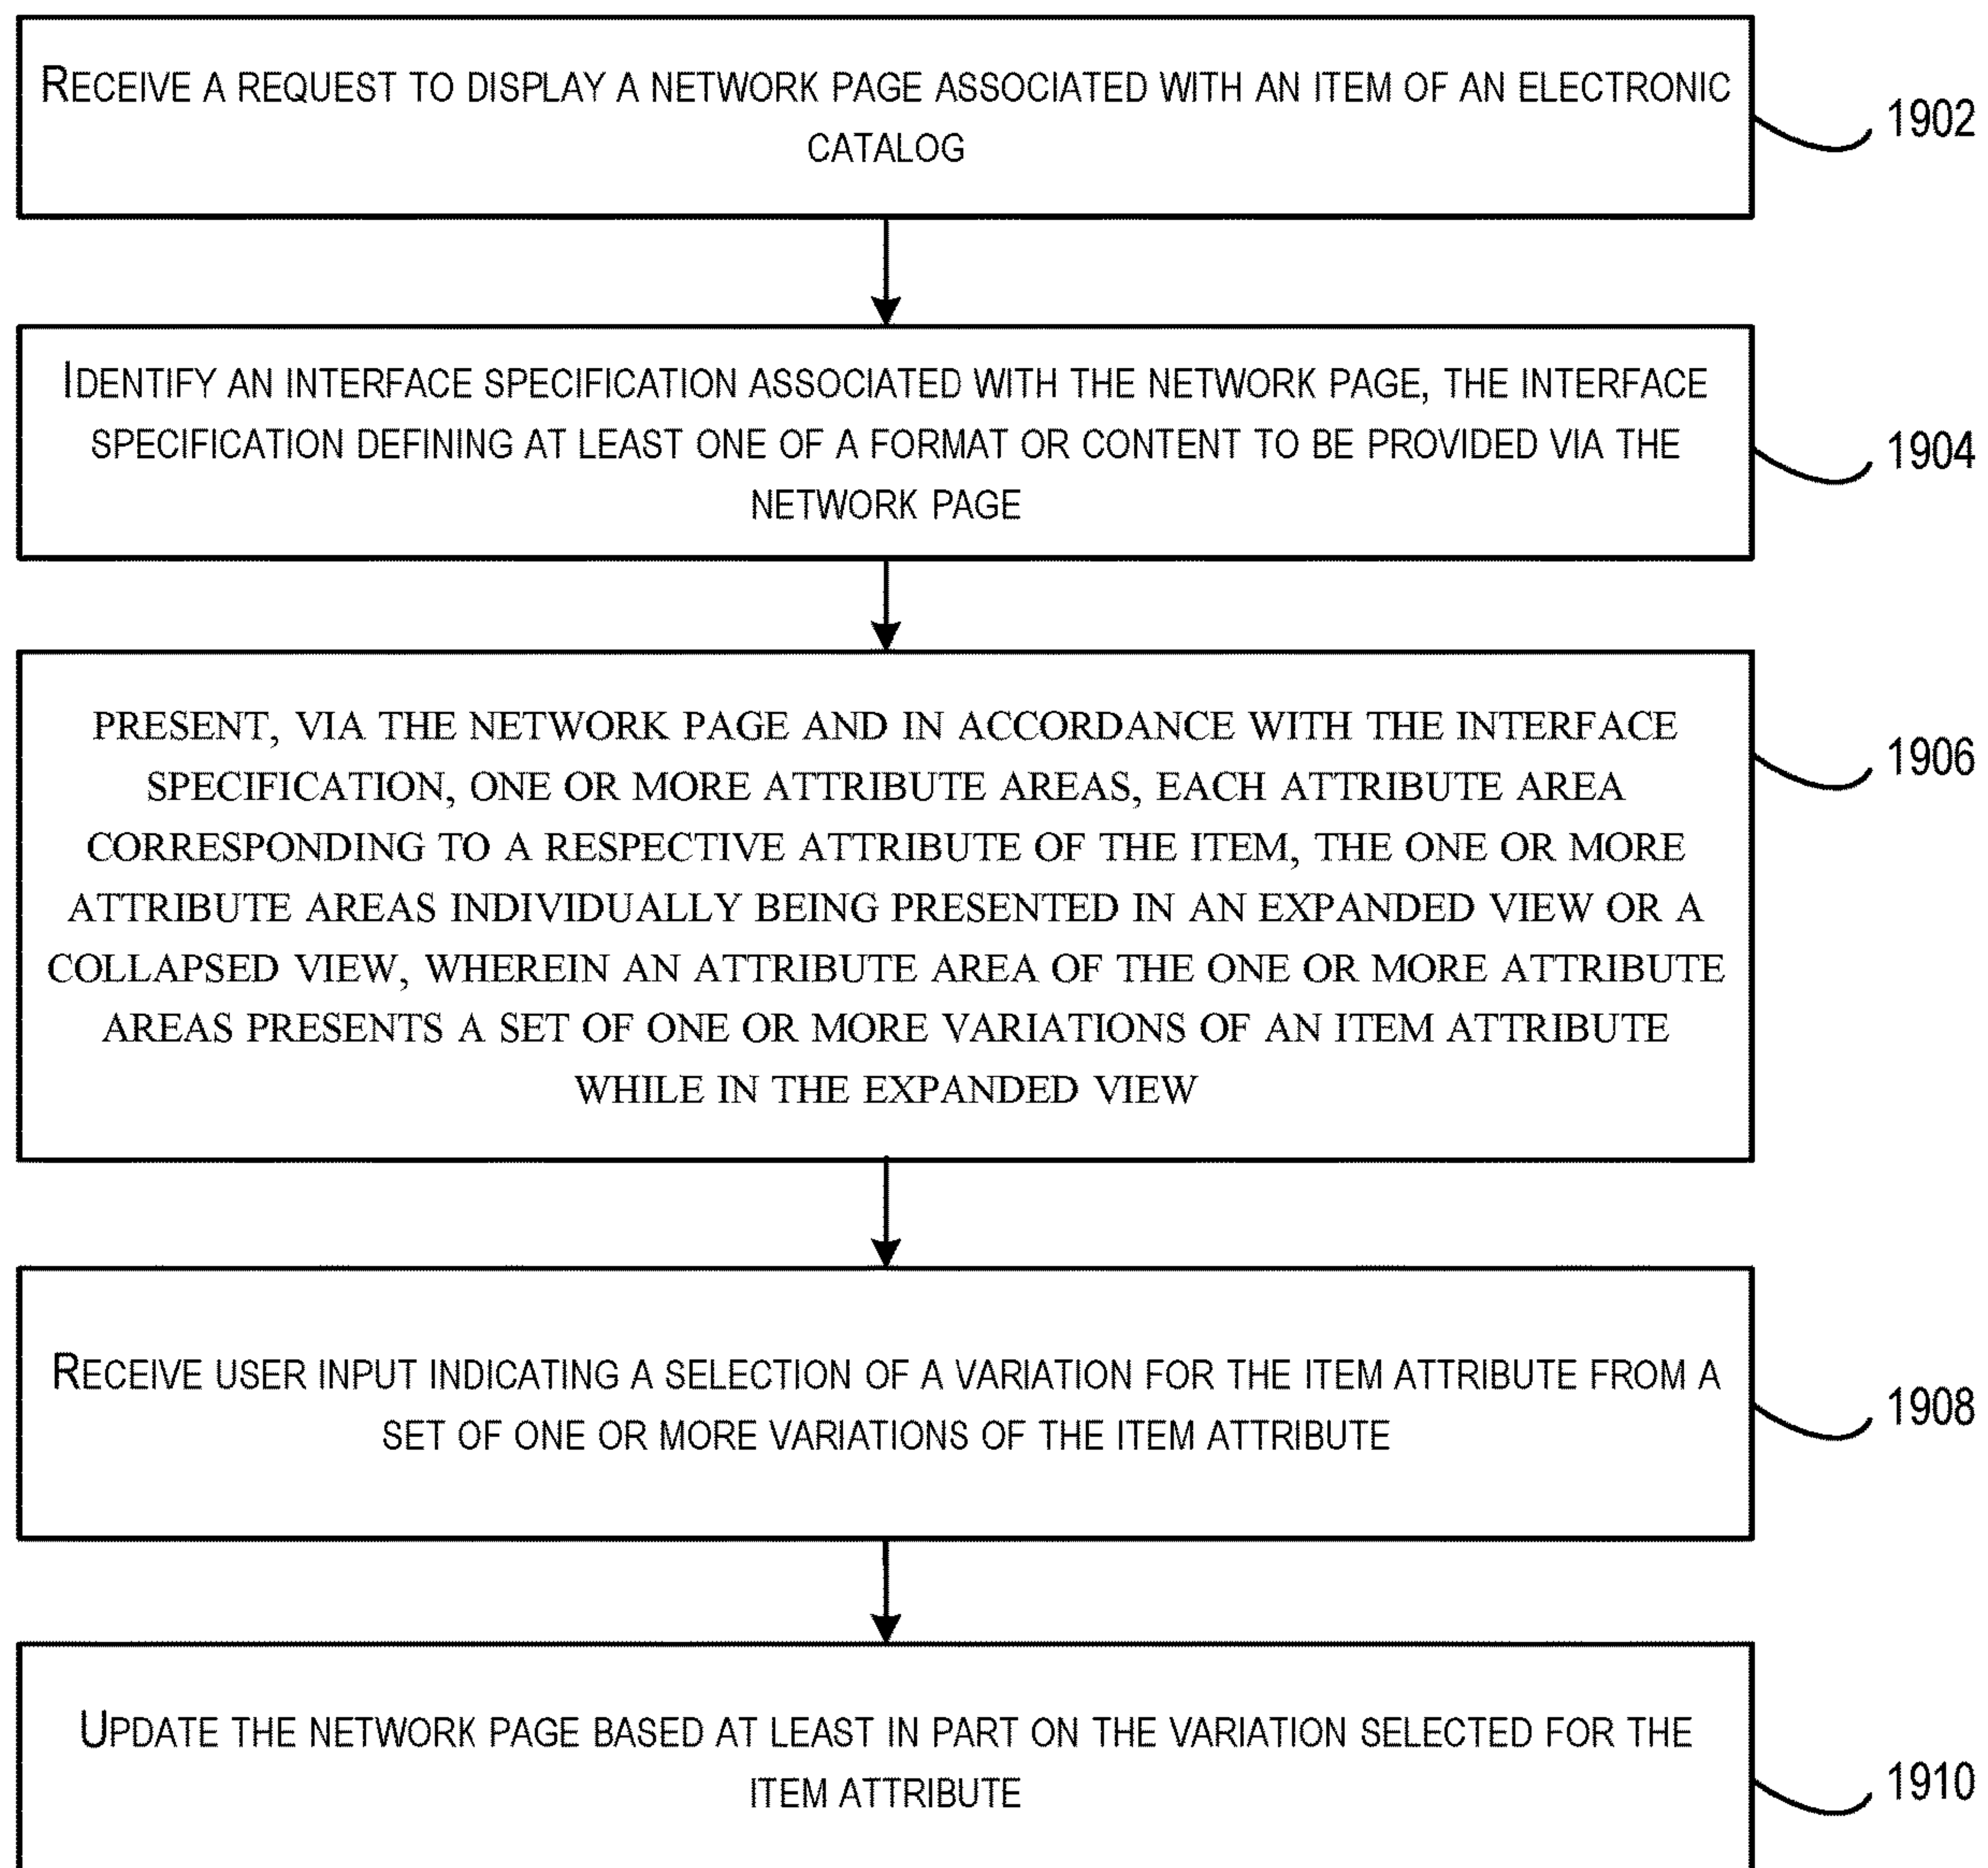 RECEIVE A REQUEST TO DISPLAY A NETWORK PAGE ASSOCIATED WITH AN ITEM OF AN ELECTRONIC
CATALOG
1902
IDENTIFY AN INTERFACE SPECIFICATION ASSOCIATED WITH THE NETWORK PAGE, THE INTERFACE
SPECIFICATION DEFINING AT LEAST ONE OF A FORMAT OR CONTENT TO BE PROVIDED VIA THE
NETWORK PAGE
1904
PRESENT, VIA THE NETWORK PAGE AND IN ACCORDANCE WITH THE INTERFACE
SPECIFICATION, ONE OR MORE ATTRIBUTE AREAS, EACH ATTRIBUTE AREA
CORRESPONDING TO A RESPECTIVE ATTRIBUTE OF THE ITEM, THE ONE OR MORE
ATTRIBUTE AREAS INDIVIDUALLY BEING PRESENTED IN AN EXPANDED VIEW OR A
COLLAPSED VIEW, WHEREIN AN ATTRIBUTE AREA OF THE ONE OR MORE ATTRIBUTE
AREAS PRESENTS A SET OF ONE OR MORE VARIATIONS OF AN ITEM ATTRIBUTE
WHILE IN THE EXPANDED VIEW
1906
RECEIVE USER INPUT INDICATING A SELECTION OF A VARIATION FOR THE ITEM ATTRIBUTE FROM A
SET OF ONE OR MORE VARIATIONS OF THE ITEM ATTRIBUTE
1908
UPDATE THE NETWORK PAGE BASED AT LEAST IN PART ON THE VARIATION SELECTED FOR THE
ITEM ATTRIBUTE
1910